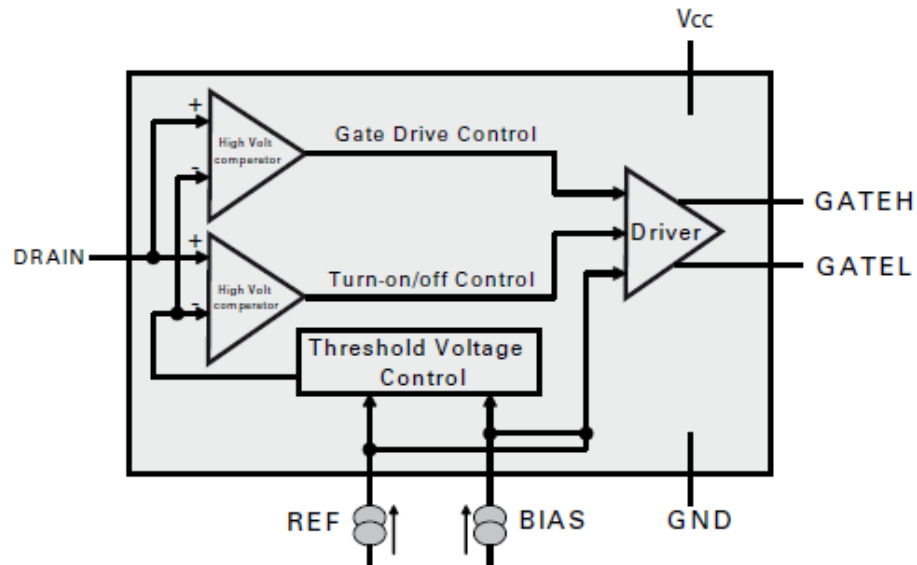 Vcc
+
High Volt
comperator
-
Gate Drive Control
GATEH
Driver
DRAIN
+
High Volt
comperator
-
Turn-on/off Control
GATEL
Threshold Voltage
Control
REF
BIAS
GND